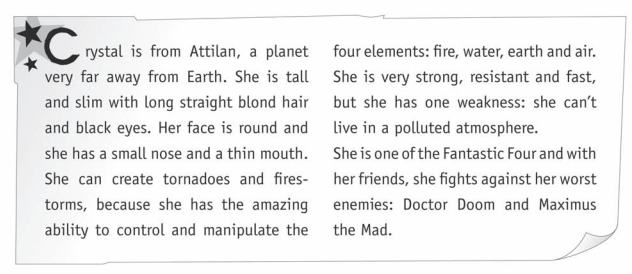 Crystal is from Attilan, a planet
very far away from Earth. She is tall
and slim with long straight blond hair
and black eyes. Her face is round and
she has a small nose and a thin mouth.
She can create tornadoes and fires-
torms, because she has the amazing
ability to control and manipulate the
four elements: fire, water, earth and air.
She is very strong, resistant and fast,
but she has one weakness: she can't
live in a polluted atmosphere.
She is one of the Fantastic Four and with
her friends, she fights against her worst
enemies: Doctor Doom and Maximus
the Mad.